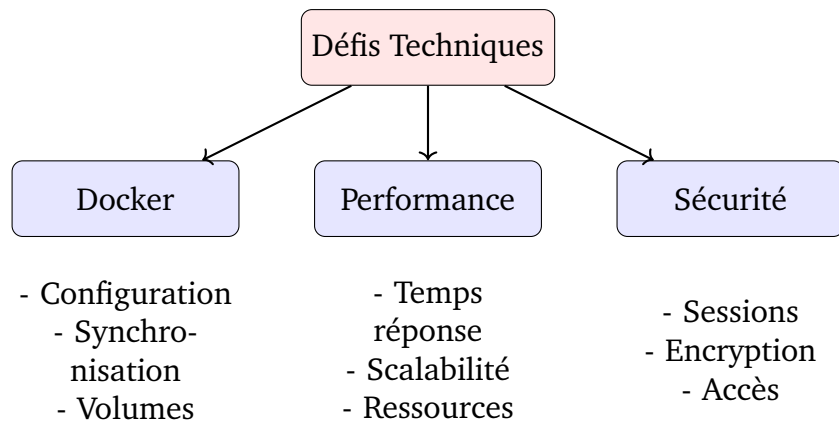 Défis Techniques
Docker
Performance
Sécurité
- Configuration
- Synchro-
nisation
- Volumes
- Temps
réponse
- Scalabilité
- Ressources
- Sessions
- Encryption
- Accès